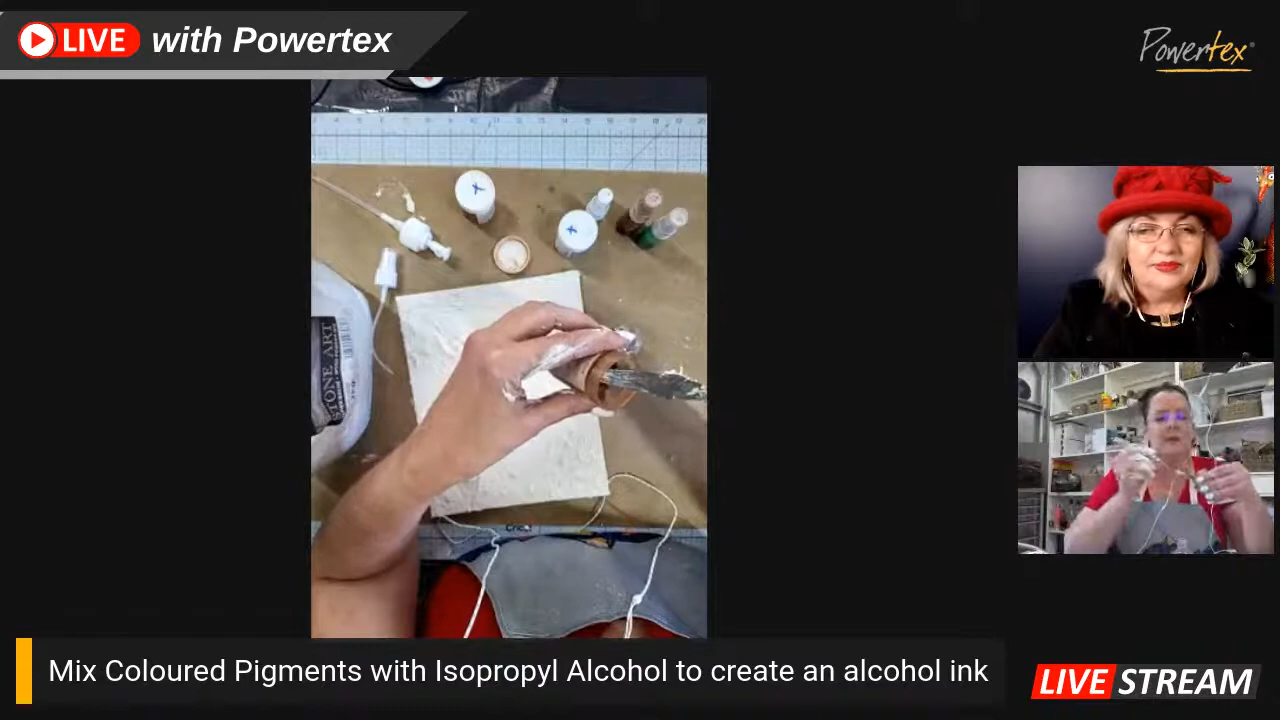 LIVE with Powertex
Powertex
STONE ART
Mix Coloured Pigments with Isopropyl Alcohol to create an alcohol ink
LIVE STREAM